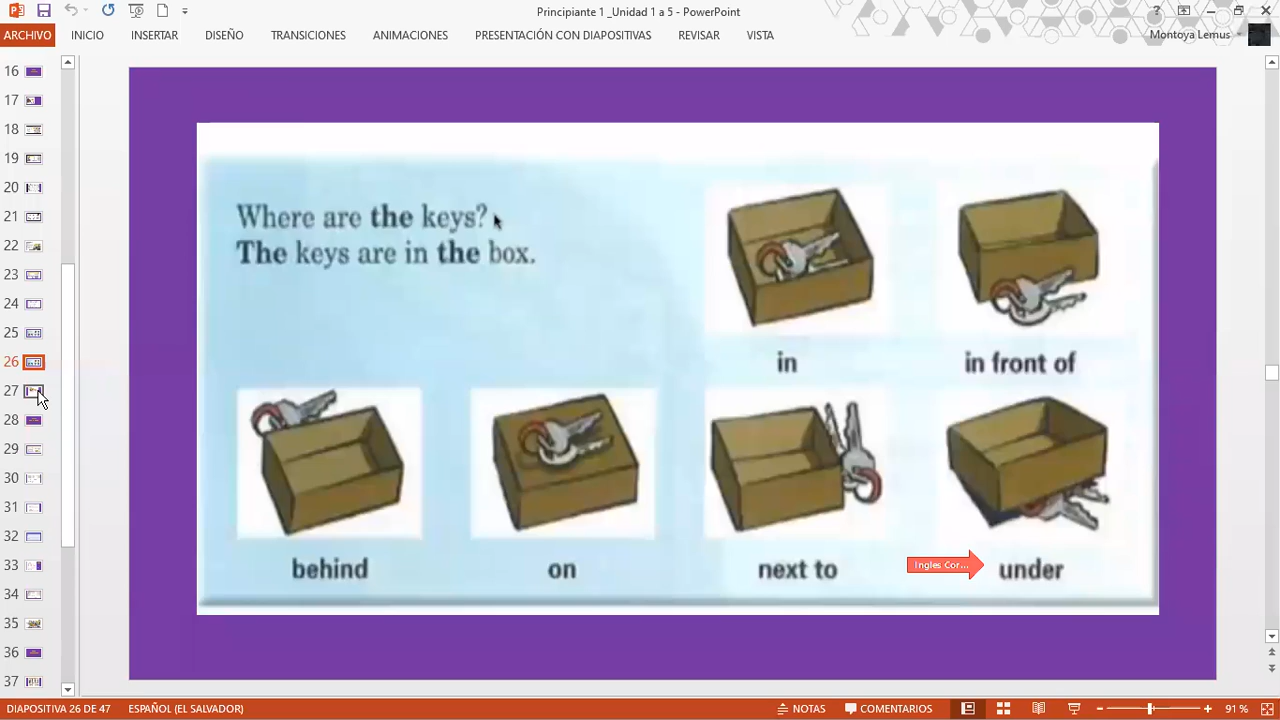 Principiante 1 _Unidad 1 a 5 - PowerPoint
?
ARCHIVO INICIO INSERTAR DISEÑO TRANSICIONES ANIMACIONES PRESENTACIÓN CON DIAPOSITIVAS REVISAR VISTA
Montoya Lemus
16
17
18
19
20
21
22
23
24
25
26
27
28
29
30
31
32
33
34
35
36
37
Where are the keys?
The keys are in the box.
in
in front of
behind
on
next to
Ingles Cor...
under
DIAPOSITIVA 26 DE 47
ESPAÑOL (EL SALVADOR)
NOTAS
COMENTARIOS
91 %